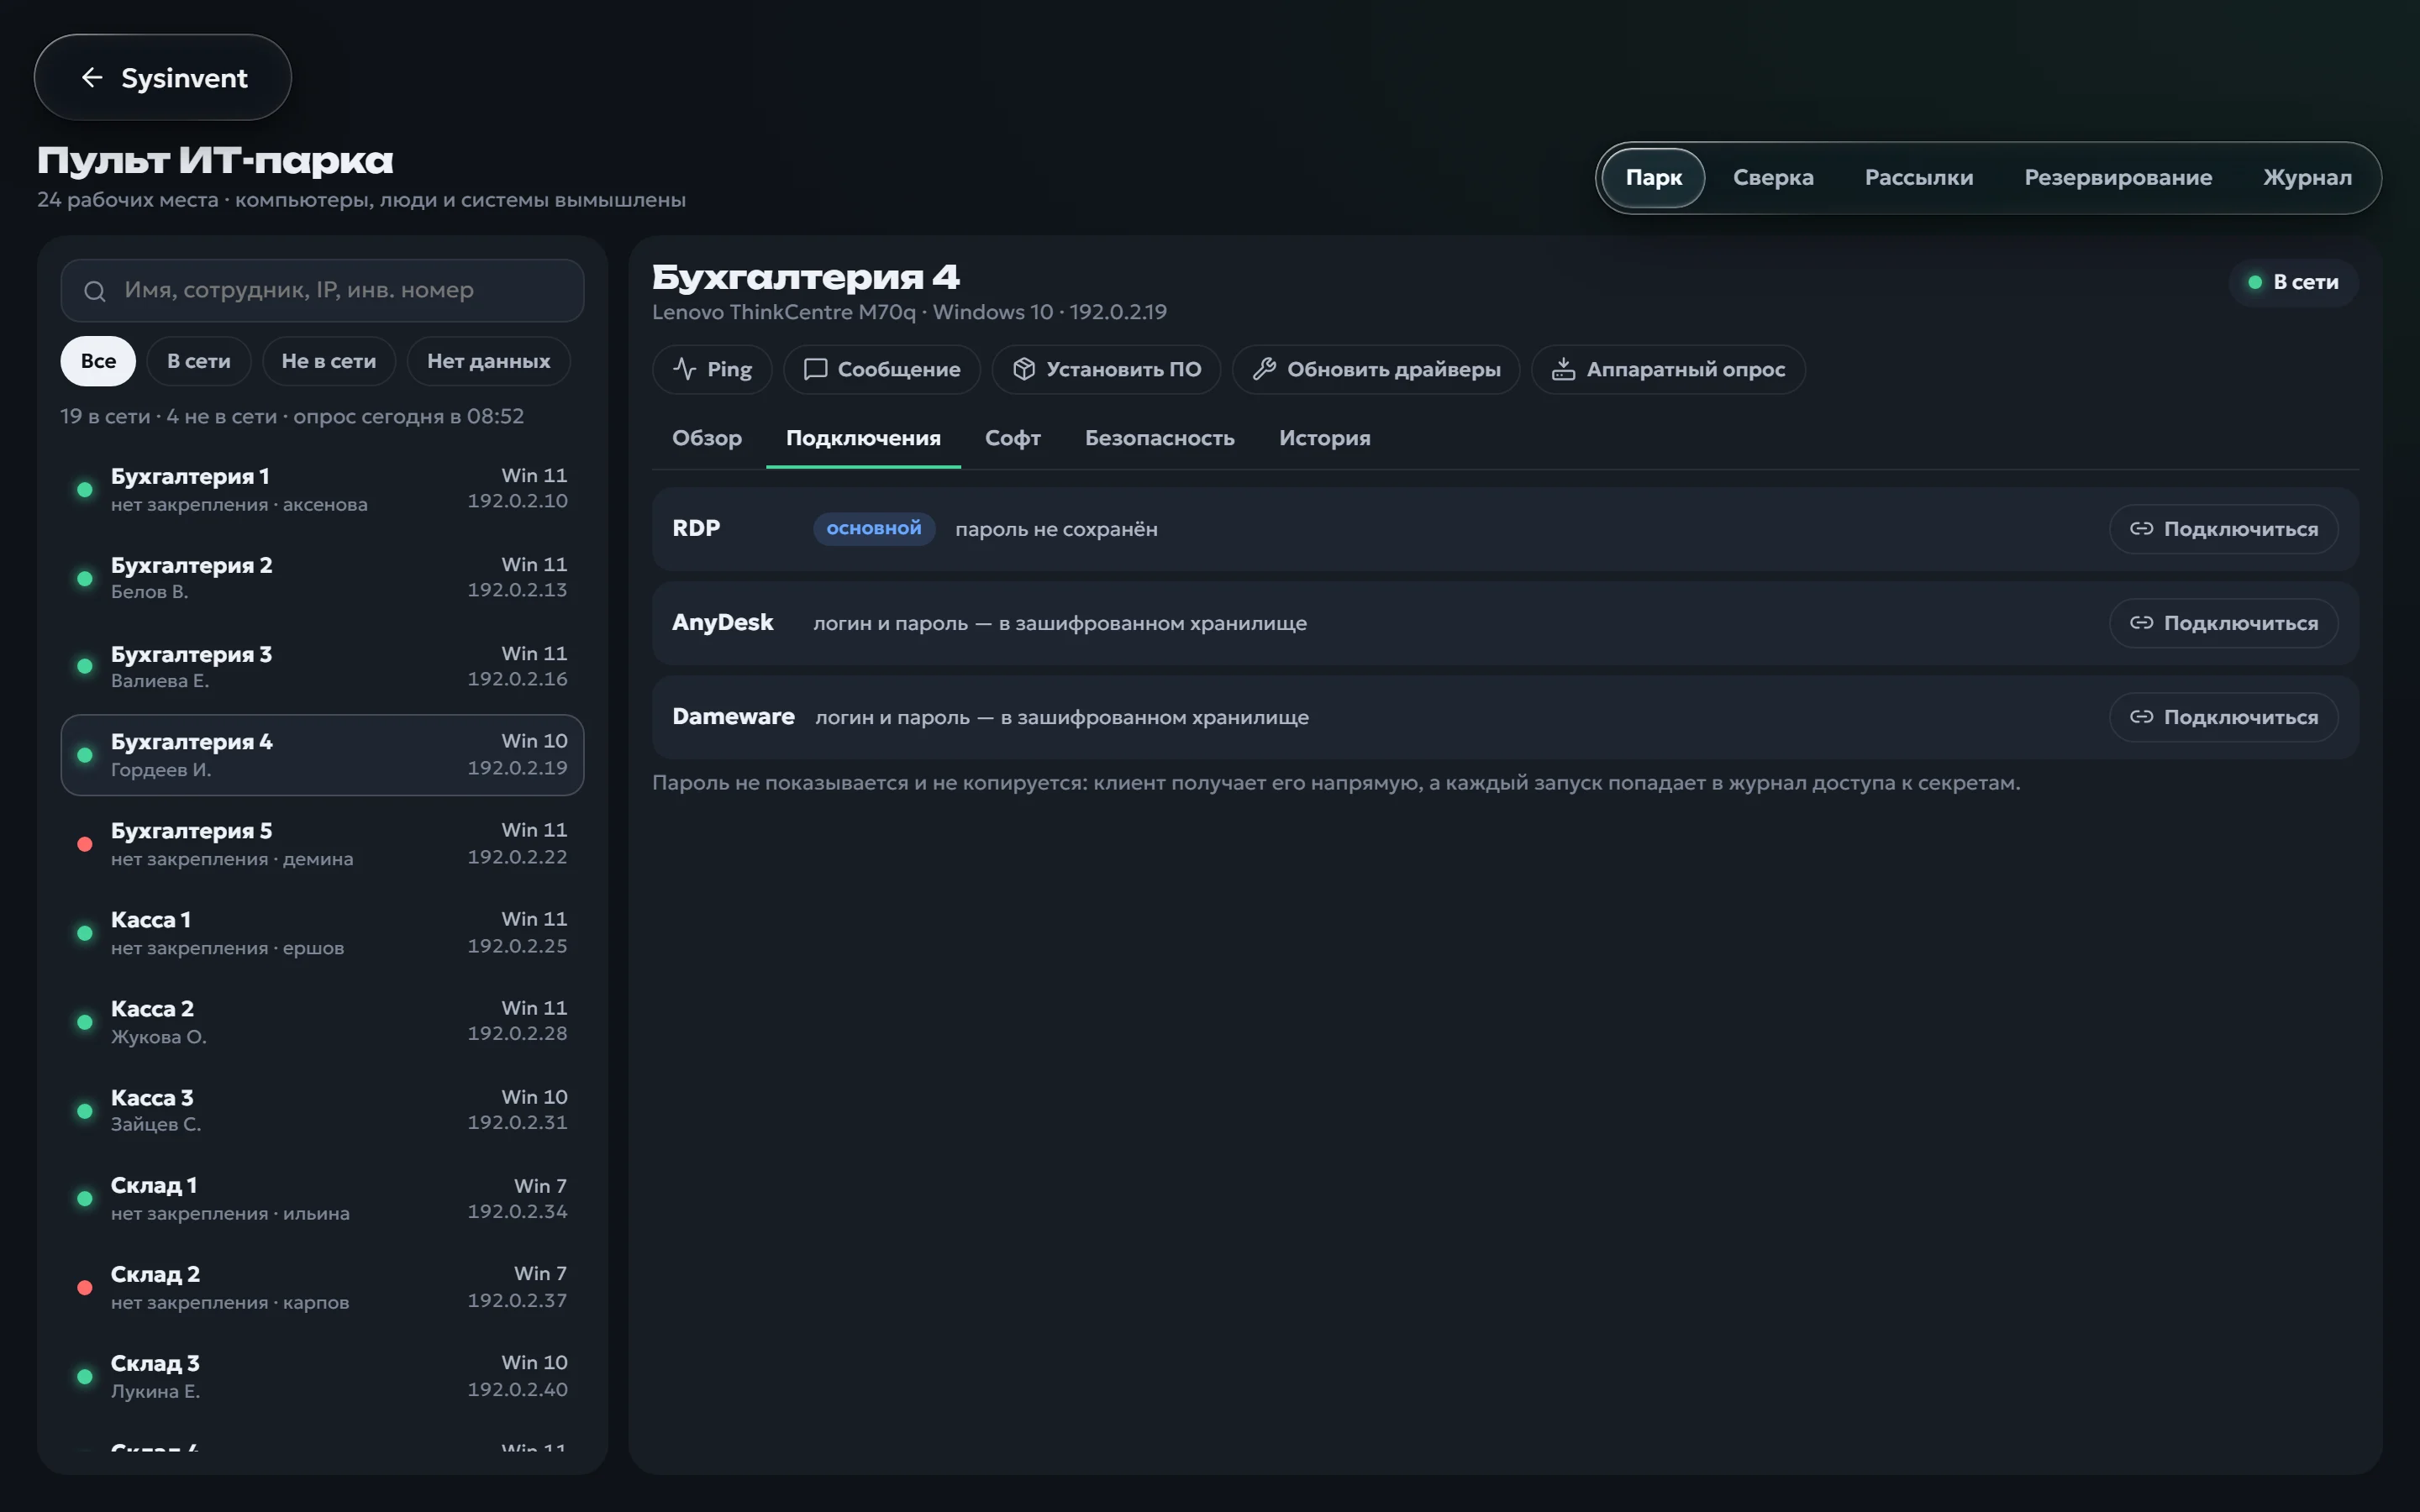 Sysinvent
Пульт ИТ-парка
24 рабочих места · компьютеры, люди и системы вымышлены
Парк
Сверка
Рассылки
Резервирование
Журнал
Имя, сотрудник, IP, инв. номер
Все
В сети
Не в сети
Нет данных
19 в сети · 4 не в сети · опрос сегодня в 08:52
Бухгалтерия 1
Win 11
нет закрепления · аксенова
192.0.2.10
Бухгалтерия 2
Win 11
Белов В.
192.0.2.13
Бухгалтерия 3
Win 11
Валиева Е.
192.0.2.16
Бухгалтерия 4
Win 10
Гордеев И.
192.0.2.19
Бухгалтерия 5
Win 11
нет закрепления · демина
192.0.2.22
Касса 1
Win 11
нет закрепления · ершов
192.0.2.25
Касса 2
Win 11
Жукова О.
192.0.2.28
Касса 3
Win 10
Зайцев С.
192.0.2.31
Склад 1
Win 7
нет закрепления · ильина
192.0.2.34
Склад 2
Win 7
нет закрепления · карпов
192.0.2.37
Склад 3
Win 10
Лукина Е.
192.0.2.40
Склад 4
Win 11
Бухгалтерия 4
Lenovo ThinkCentre M70q · Windows 10 · 192.0.2.19
В сети
Ping
Сообщение
Установить ПО
Обновить драйверы
Аппаратный опрос
Обзор
Подключения
Софт
Безопасность
История
RDP
основной
пароль не сохранён
Подключиться
AnyDesk
логин и пароль — в зашифрованном хранилище
Подключиться
Dameware
логин и пароль — в зашифрованном хранилище
Подключиться
Пароль не показывается и не копируется: клиент получает его напрямую, а каждый запуск попадает в журнал доступа к секретам.